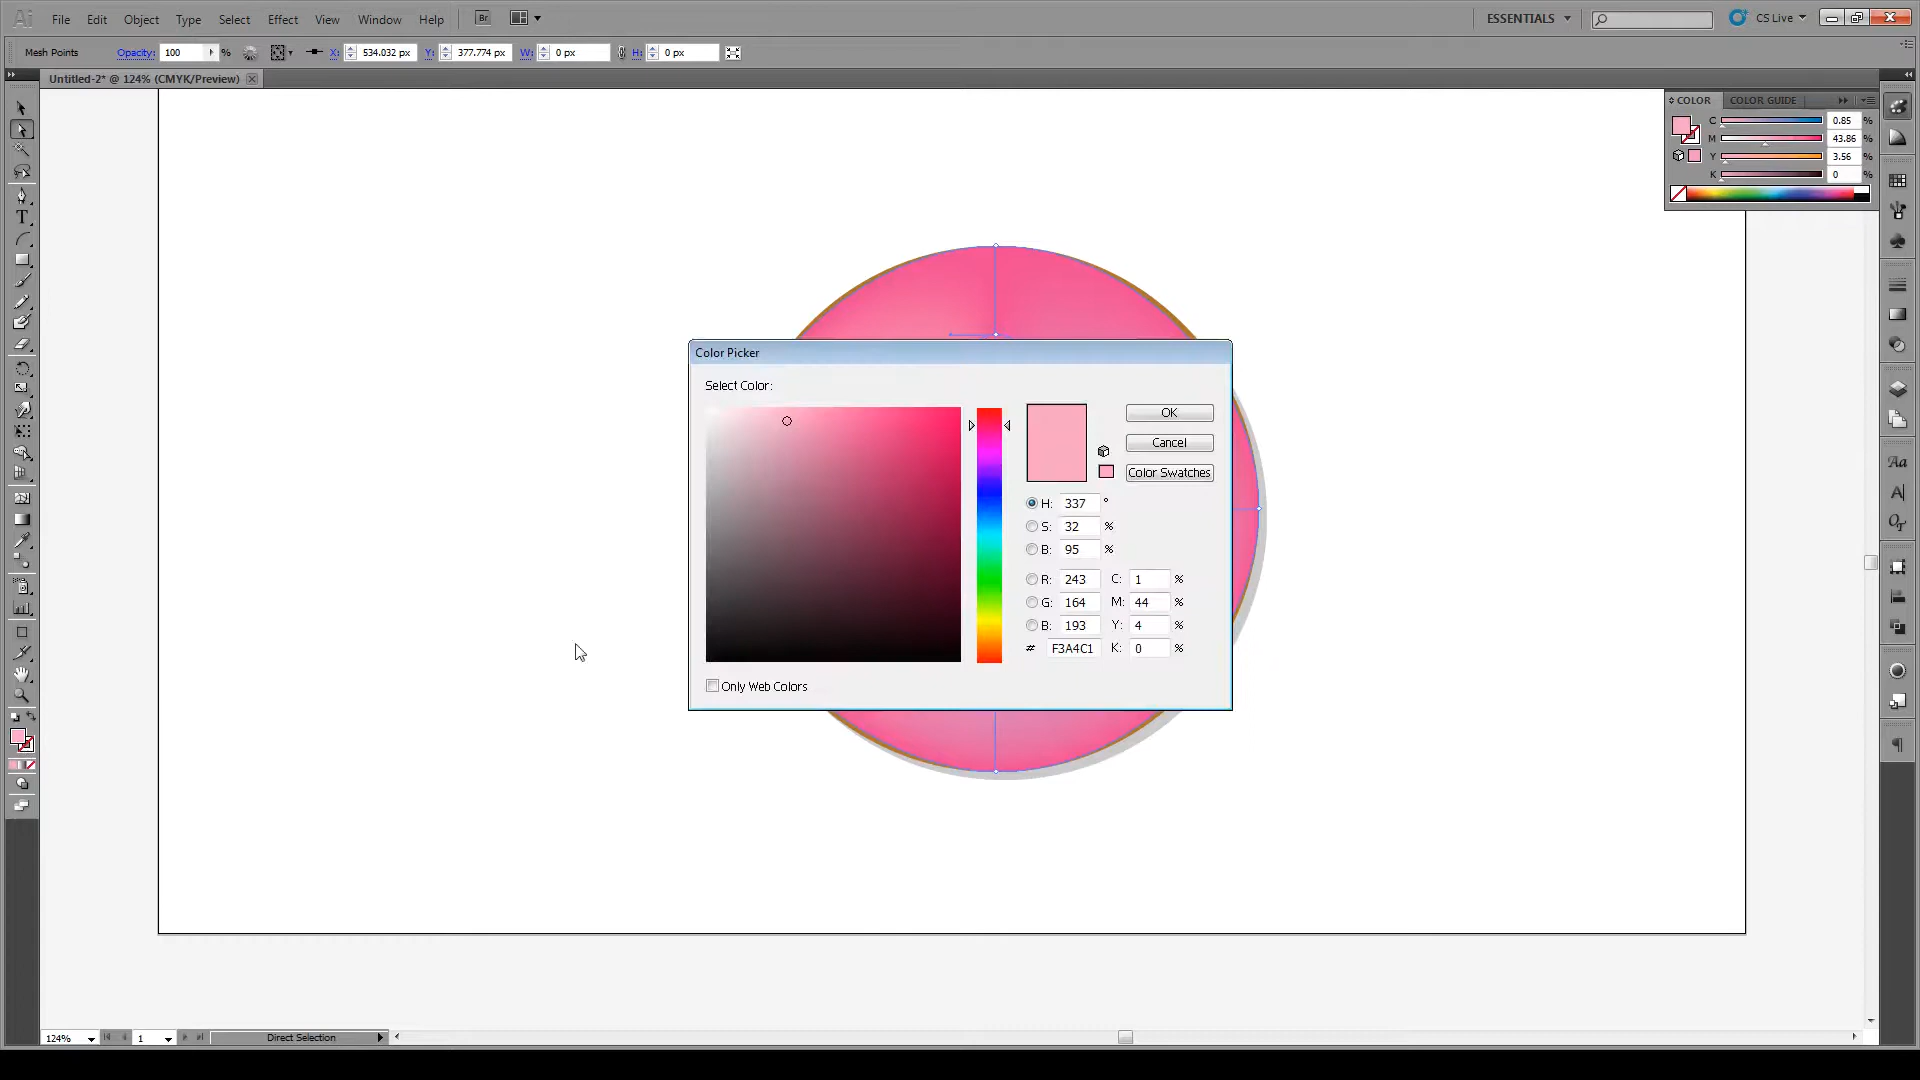 Ai File Edit Object Type Select Effect View Window Help Br ESSENTIALS CS Live
Mesh Points Opacity: 100 % X: 534.032 px Y: 377.774 px W: 0 px H: 0 px
Untitled-2* @ 124% (CMYK/Preview)
COLOR COLOR GUIDE
C 0.85 %
M 43.86 %
Y 3.56 %
K 0 %
Color Picker
Select Color:
OK
Cancel
Color Swatches
H: 337 °
S: 32 %
B: 95 %
R: 243 C: 1 %
G: 164 M: 44 %
B: 193 Y: 4 %
# F3A4C1 K: 0 %
Only Web Colors
124% 1 Direct Selection